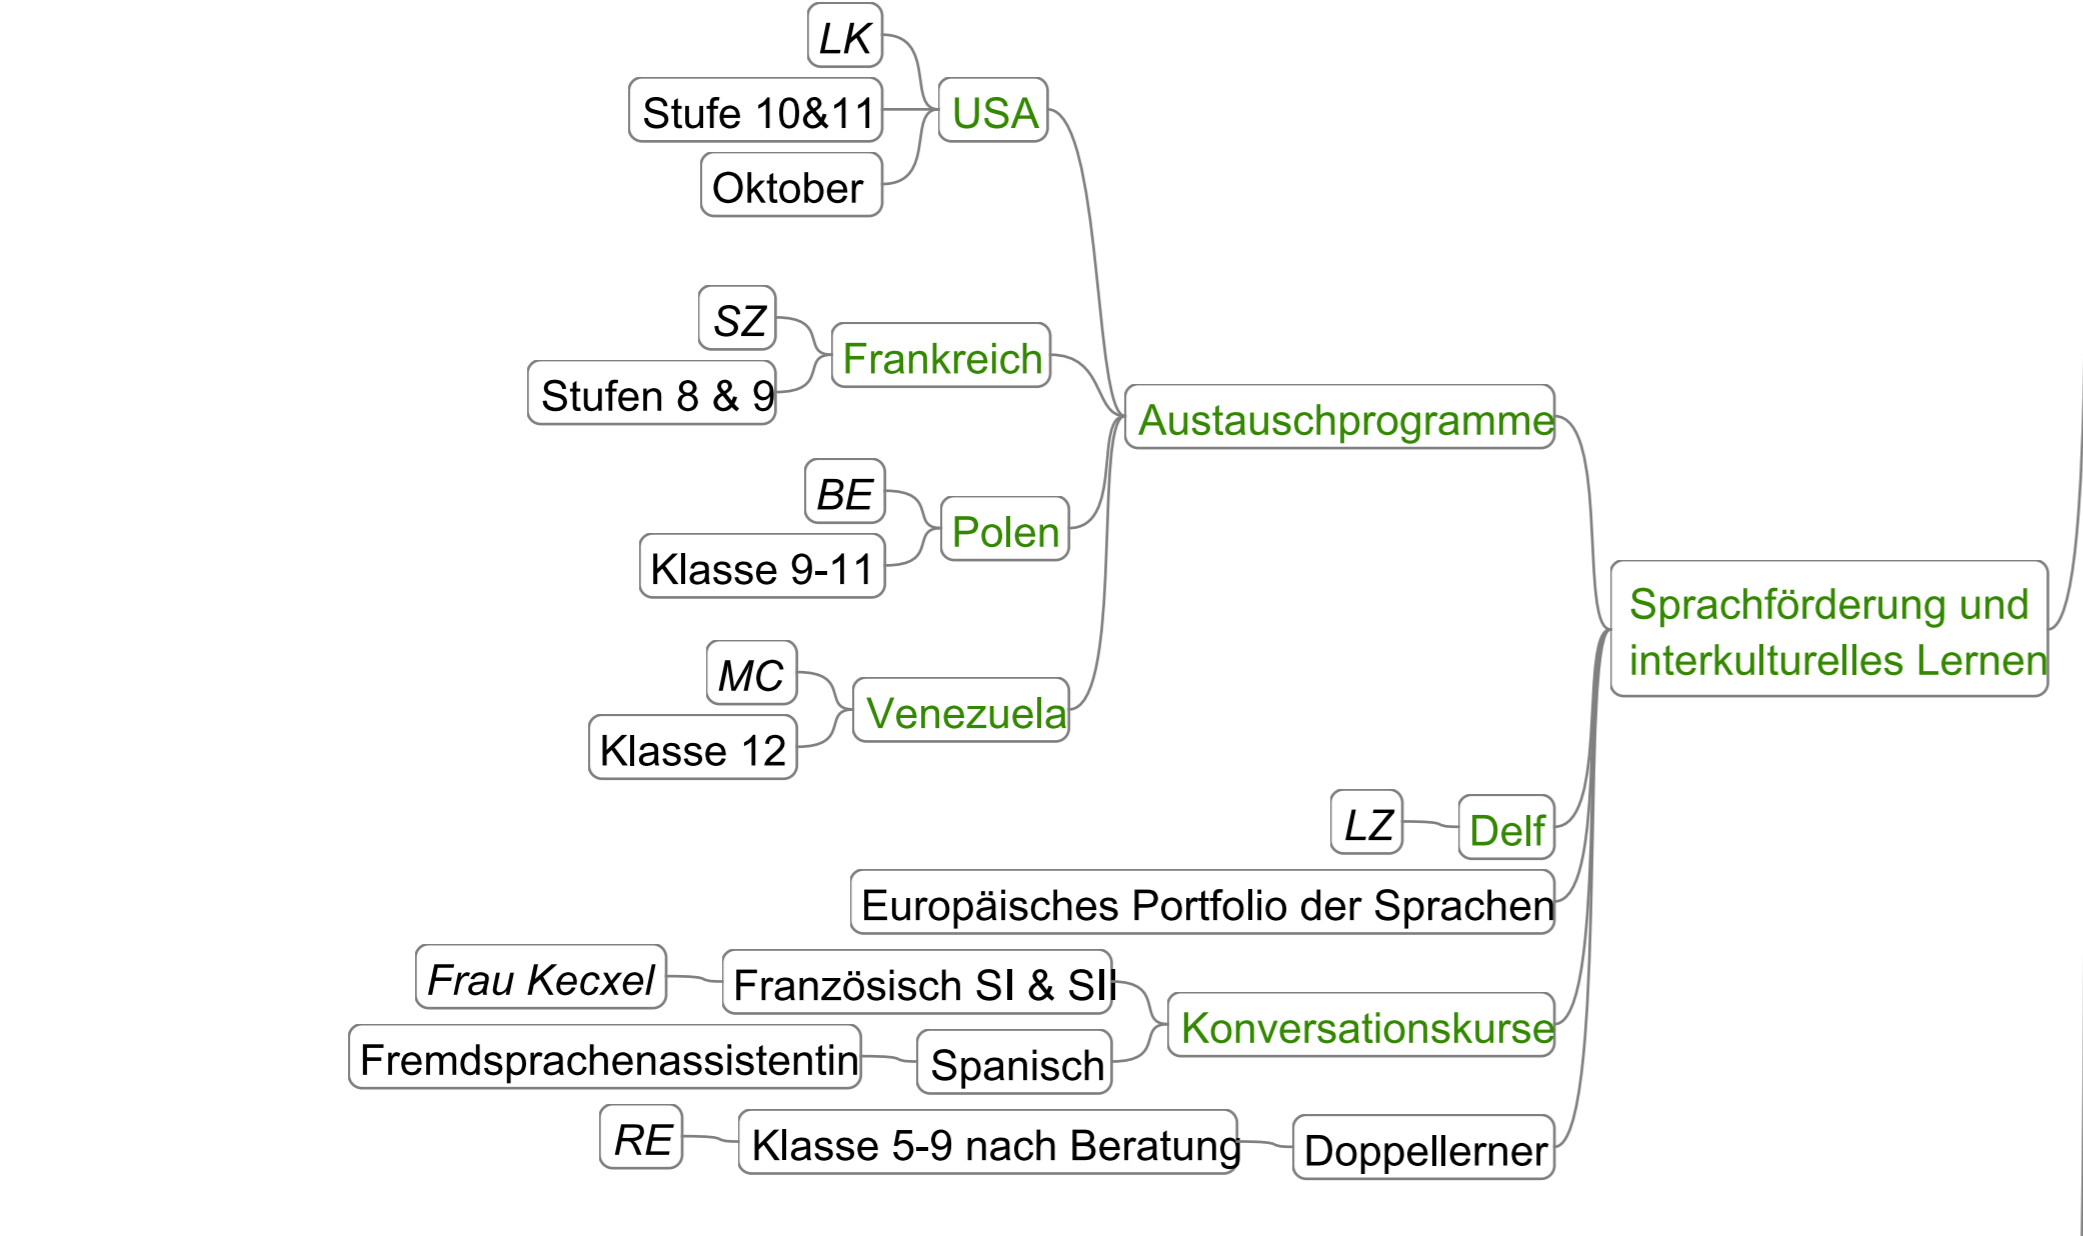 LK
Stufe 10&11
USA
Oktober
SZ
Frankreich
Stufen 8 & 9
Austauschprogramme
BE
Polen
Klasse 9-11
Sprachförderung und
interkulturelles Lernen
MC
Venezuela
Klasse 12
LZ
Delf
Europäisches Portfolio der Sprachen
Frau Kecxel
Französisch SI & SII
Konversationskurse
Fremdsprachenassistentin
Spanisch
RE
Klasse 5-9 nach Beratung
Doppellerner